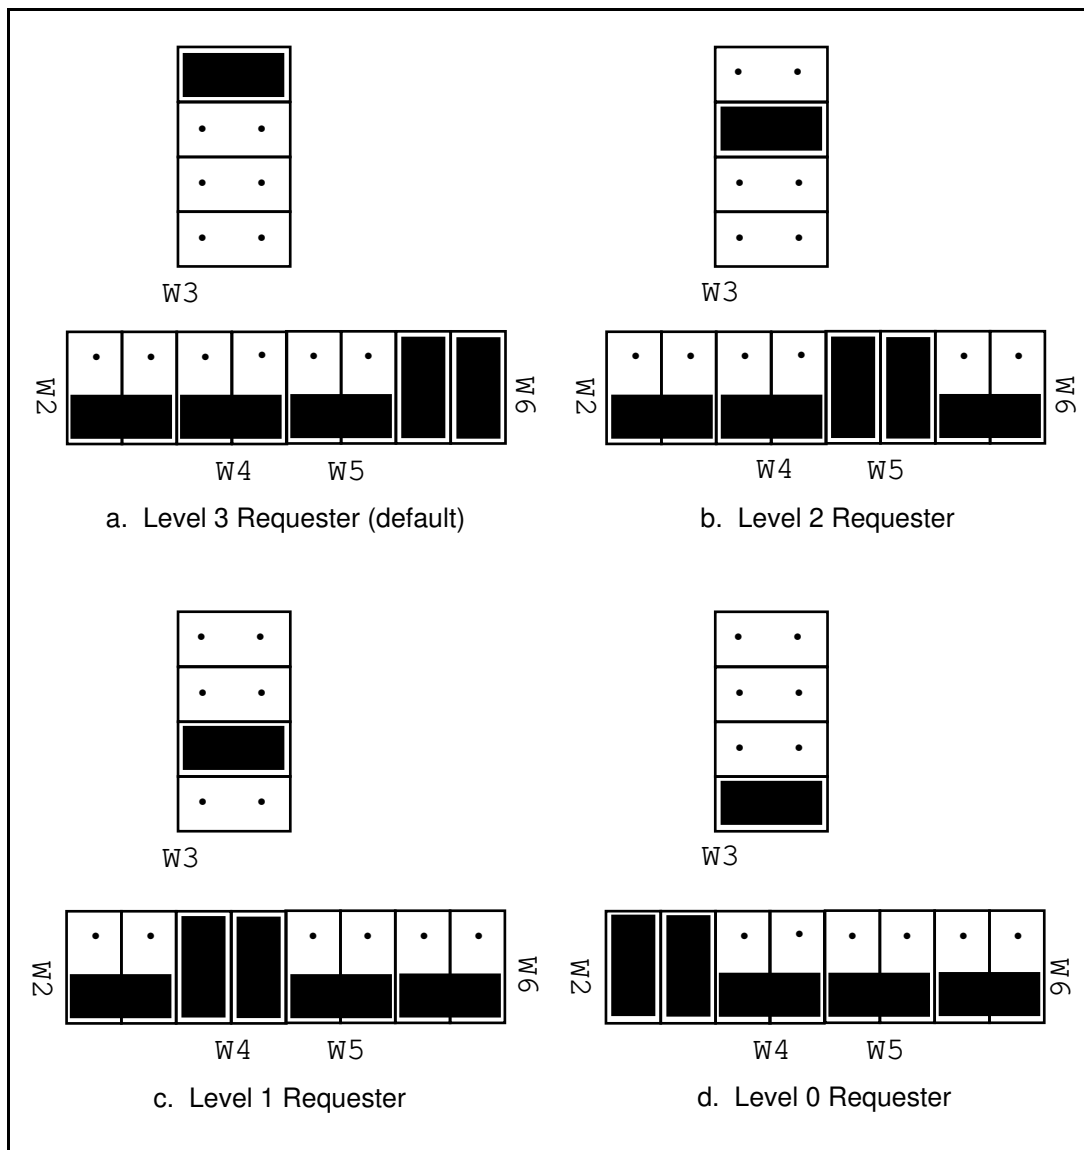 W3
W3
W2
W6
W2
W6
W4
W5
W4
W5
a. Level 3 Requester (default)
b. Level 2 Requester
W3
W3
W2
W6
W2
W6
W4
W5
W4
W5
c. Level 1 Requester
d. Level 0 Requester